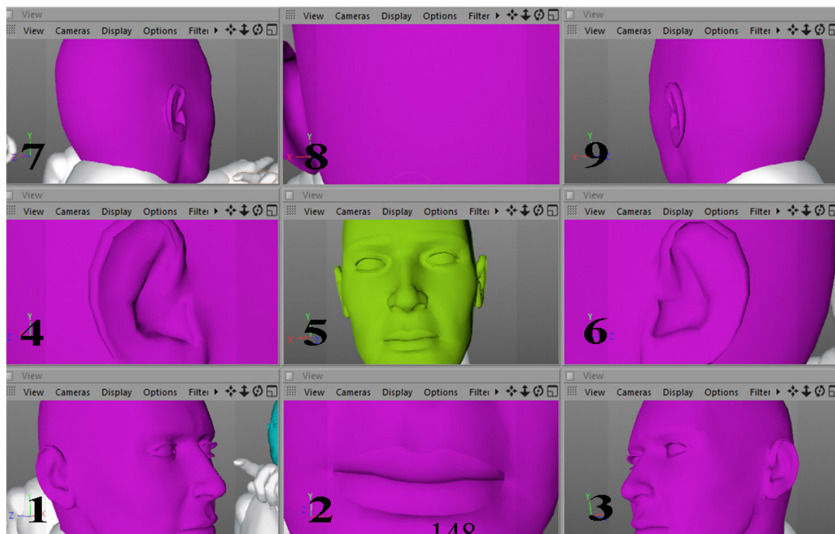 View View View
View Cameras Display Options Filter View Cameras Display Options Filter View Cameras Display Options Filter
Y Y Y
7 8 9
View View View
View Cameras Display Options Filter View Cameras Display Options Filter View Cameras Display Options Filter
Y Y Y
4 5 6
View View View
View Cameras Display Options Filter View Cameras Display Options Filter View Cameras Display Options Filter
Y Y Y
1 2 3
148